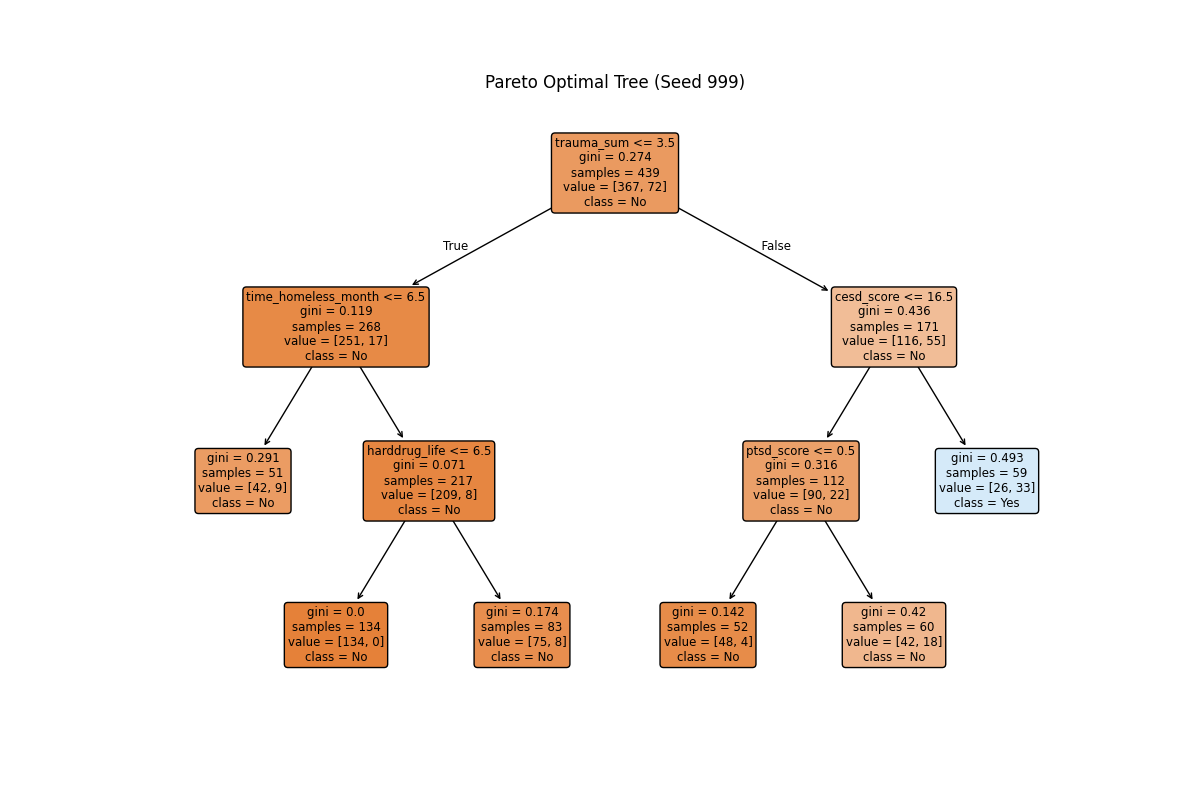 Pareto Optimal Tree (Seed 999)
trauma_sum <= 3.5
gini = 0.274
samples = 439
value = [367, 72]
class = No
True
False
time_homeless_month <= 6.5
gini = 0.119
samples = 268
value = [251, 17]
class = No
cesd_score <= 16.5
gini = 0.436
samples = 171
value = [116, 55]
class = No
gini = 0.291
samples = 51
value = [42, 9]
class = No
harddrug_life <= 6.5
gini = 0.071
samples = 217
value = [209, 8]
class = No
ptsd_score <= 0.5
gini = 0.316
samples = 112
value = [90, 22]
class = No
gini = 0.493
samples = 59
value = [26, 33]
class = Yes
gini = 0.0
samples = 134
value = [134, 0]
class = No
gini = 0.174
samples = 83
value = [75, 8]
class = No
gini = 0.142
samples = 52
value = [48, 4]
class = No
gini = 0.42
samples = 60
value = [42, 18]
class = No